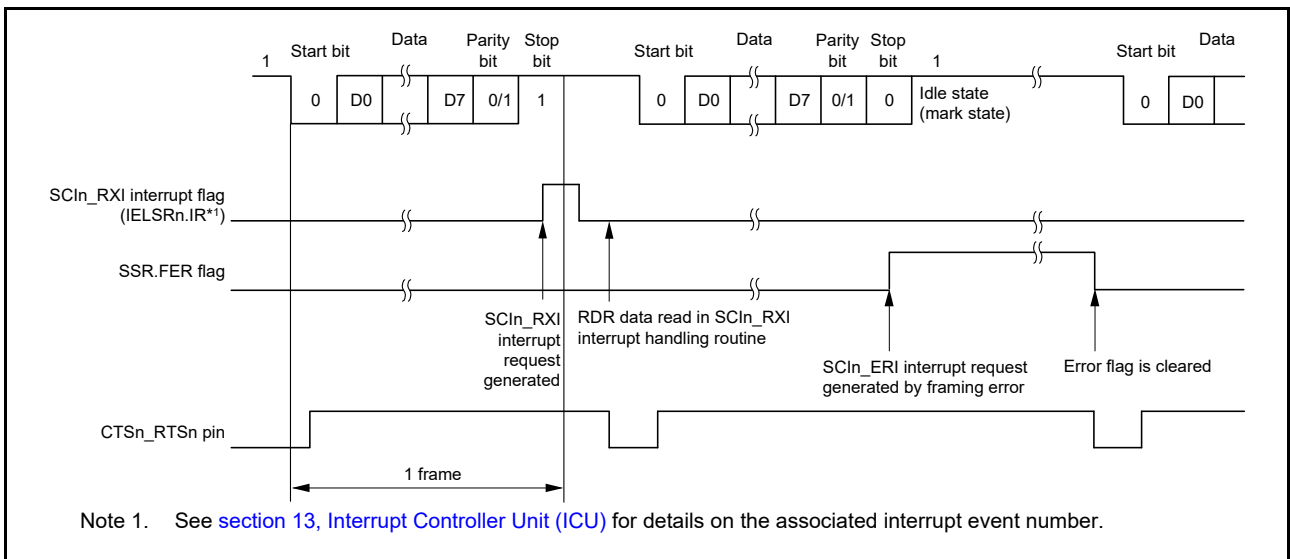 Start bit
Data
Parity
bit
Stop
bit
Start bit
Data
Parity
bit
Stop
bit
1
Start bit
Data
1
0
D0
D7
0/1
1
0
D0
D7
0/1
0
Idle state
(mark state)
0
D0
SCIn_RXI interrupt flag
(IELSRn.IR*1)
SSR.FER flag
SCIn_RXI
interrupt
request
generated
RDR data read in SCIn_RXI
interrupt handling routine
SCIn_ERI interrupt request
generated by framing error
Error flag is cleared
CTSn_RTSn pin
1 frame
Note 1. See section 13, Interrupt Controller Unit (ICU) for details on the associated interrupt event number.